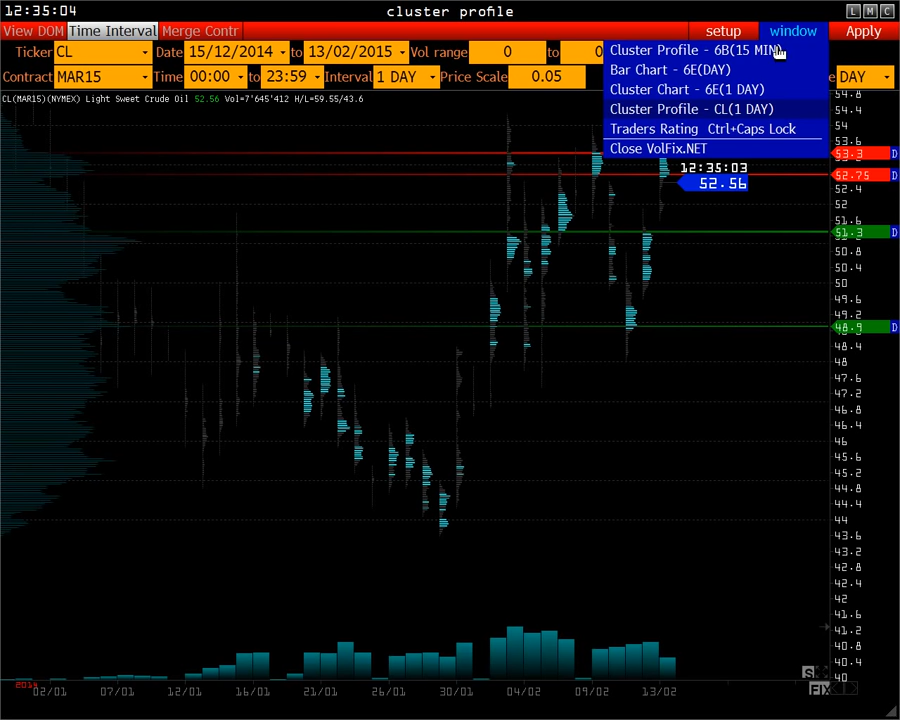 12:35:04 cluster profile L M C
View DOM Time Interval Merge Contr setup window Apply
Ticker CL Date 15/12/2014 to 13/02/2015 Vol range 0 to 0
Contract MAR15 Time 00:00 to 23:59 Interval 1 DAY Price Scale 0.05 DAY
Cluster Profile - 6B(15 MIN)
Bar Chart - 6E(DAY)
Cluster Chart - 6E(1 DAY)
Cluster Profile - CL(1 DAY)
Traders Rating Ctrl+Caps Lock
Close VolFix.NET
CL(MAR15)(NYMEX) Light Sweet Crude Oil 52.56 Vol=7'645'412 H/L=59.55/43.6
54.8
54.4
54
53.6
53.3 D
12:35:03
52.75 D
52.56
52.4
52
51.6
51.3 D
50.8
50.4
50
49.6
49.2
48.9 D
48.4
48
47.6
47.2
46.8
46.4
46
45.6
45.2
44.8
44.4
44
43.6
43.2
42.8
42.4
42
41.6
41.2
40.8
40.4
40
S
FIX
2014
02/01 07/01 12/01 16/01 21/01 26/01 30/01 04/02 09/02 13/02